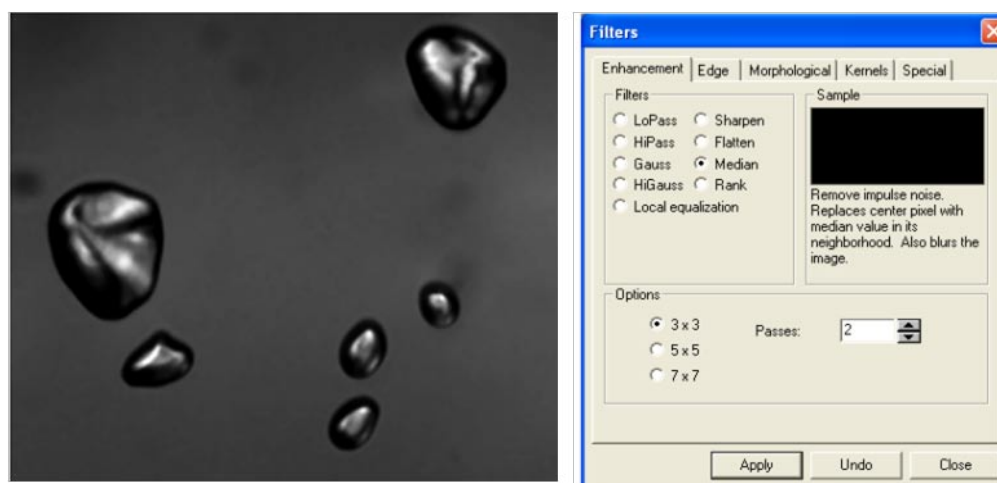 Filters
Enhancement Edge Morphological Kernels Special
Filters
LoPass Sharpen
HiPass Flatten
Gauss Median
HiGauss Rank
Local equalization
Sample
Remove impulse noise.
Replaces center pixel with
median value in its
neighborhood. Also blurs the
image.
Options
3 x 3
5 x 5
7 x 7
Passes: 2
Apply Undo Close